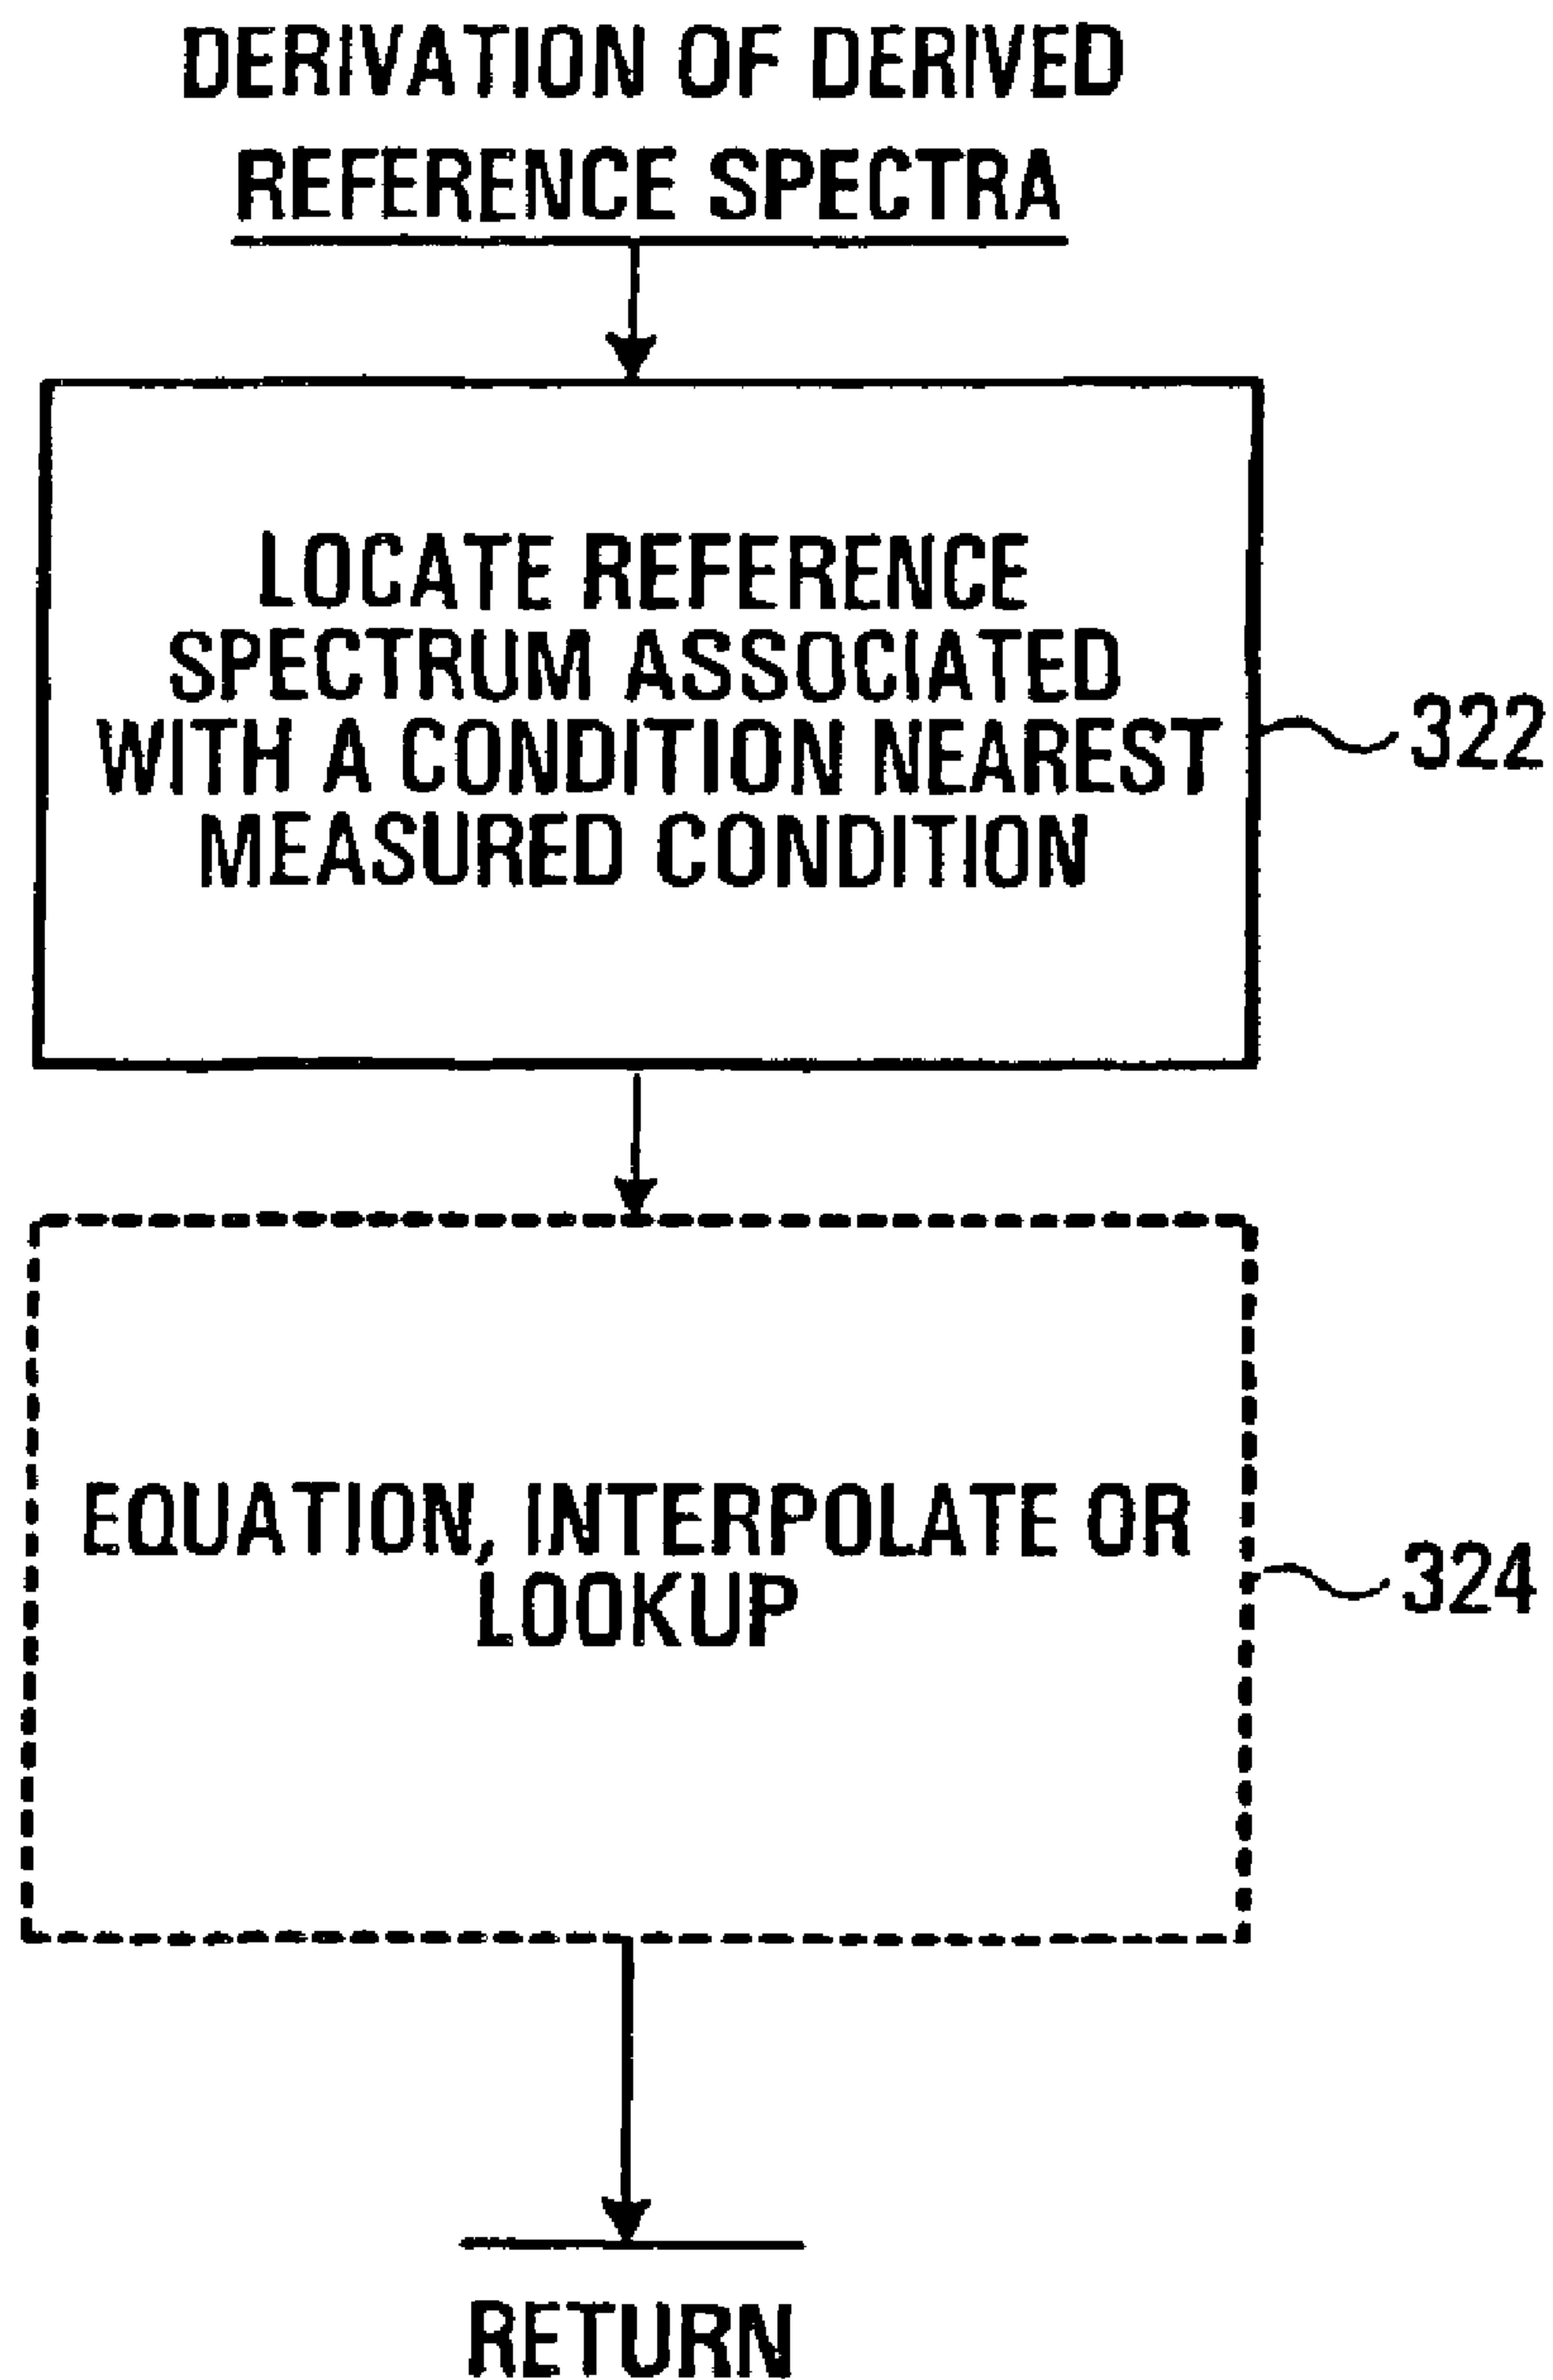 DERIVATION OF DERIVED
REFERENCE SPECTRA
LOCATE REFERENCE
SPECTRUM ASSOCIATED
WITH A CONDITION NEAREST
MEASURED CONDITION
322
EQUATION, INTERPOLATE OR
LOOKUP
324
RETURN